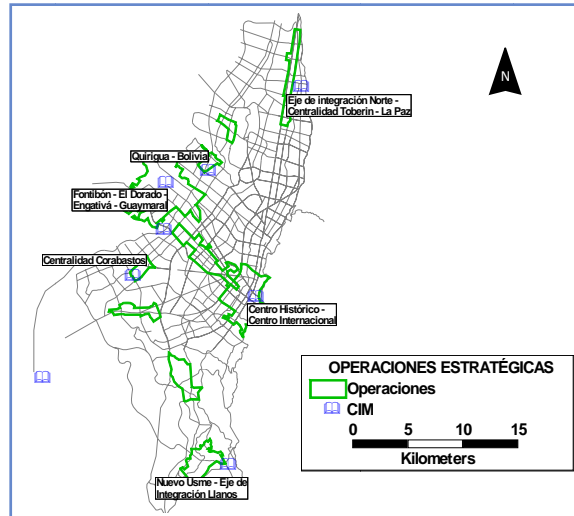 N
Eje de integración Norte -
Centralidad Toberin - La Paz
Quirigua - Bolivia
Fontibón - El Dorado -
Engativá - Guaymaral
Centralidad Corabastos
Centro Histórico -
Centro Internacional
OPERACIONES ESTRATÉGICAS
Operaciones
CIM
0 5 10 15
Kilometers
Nuevo Usme - Eje de
Integración Llanos